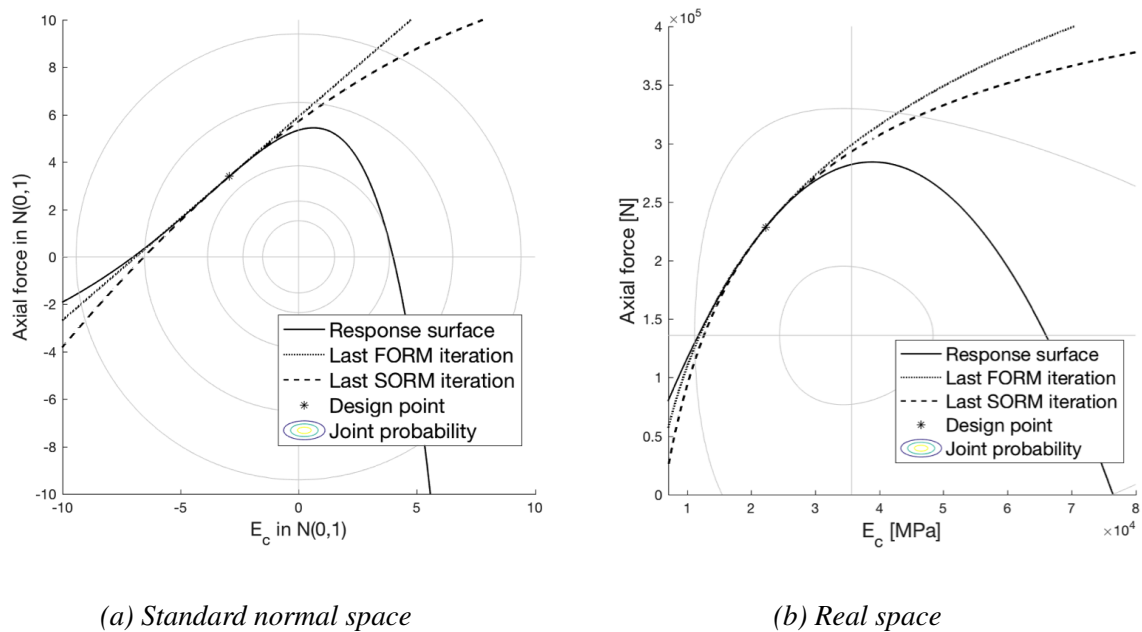 10
8
6
4
2
0
-2
-4
-6
-8
-10
-10
-5
0
5
10
Axial force in N(0,1)
E_c in N(0,1)
Response surface
Last FORM iteration
Last SORM iteration
Design point
Joint probability
(a) Standard normal space
×10^5
4
3.5
3
2.5
2
1.5
1
0.5
0
1
2
3
4
5
6
7
8
×10^4
Axial force [N]
E_c [MPa]
Response surface
Last FORM iteration
Last SORM iteration
Design point
Joint probability
(b) Real space